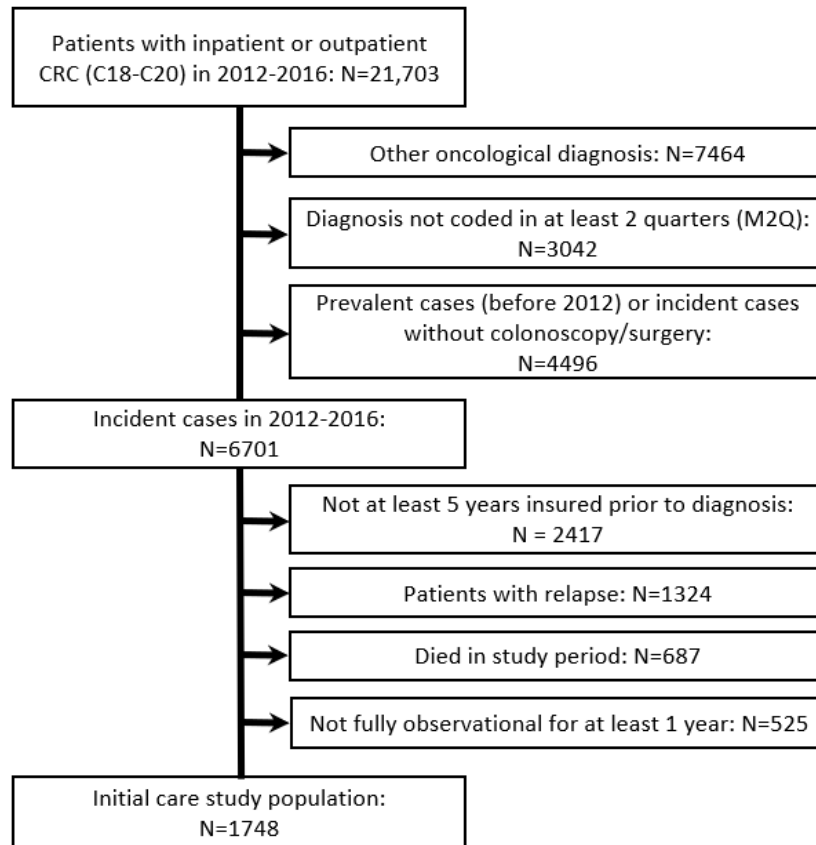 Patients with inpatient or outpatient
CRC (C18-C20) in 2012-2016: N=21,703
Other oncological diagnosis: N=7464
Diagnosis not coded in at least 2 quarters (M2Q):
N=3042
Prevalent cases (before 2012) or incident cases
without colonoscopy/surgery:
N=4496
Incident cases in 2012-2016:
N=6701
Not at least 5 years insured prior to diagnosis:
N = 2417
Patients with relapse: N=1324
Died in study period: N=687
Not fully observational for at least 1 year: N=525
Initial care study population:
N=1748